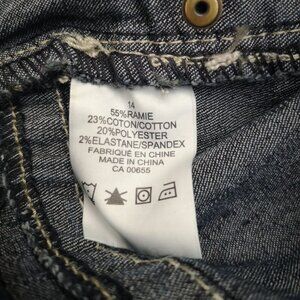 14
55%RAMIE
23%COTON/COTTON
20%POLYESTER
2%ELASTANE/SPANDEX
FABRIQUÉ EN CHINE
MADE IN CHINA
CA 00655